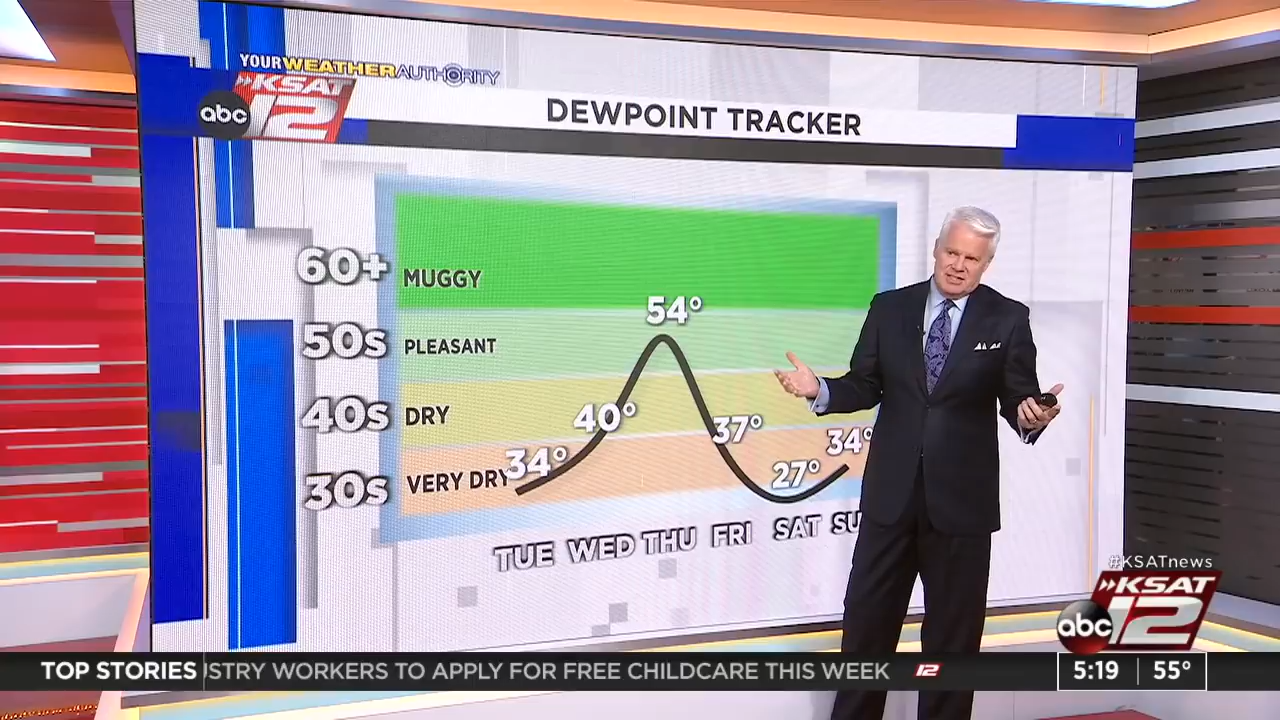 YOUR WEATHER AUTHORITY
»KSAT
abc 12
DEWPOINT TRACKER
60+ MUGGY
54°
50s PLEASANT
40s DRY
40°
37°
34°
30s VERY DRY
34°
27°
TUE WED THU FRI SAT SU
#KSATnews
»KSAT
abc 12
TOP STORIES USTRY WORKERS TO APPLY FOR FREE CHILDCARE THIS WEEK 12
5:19 55°